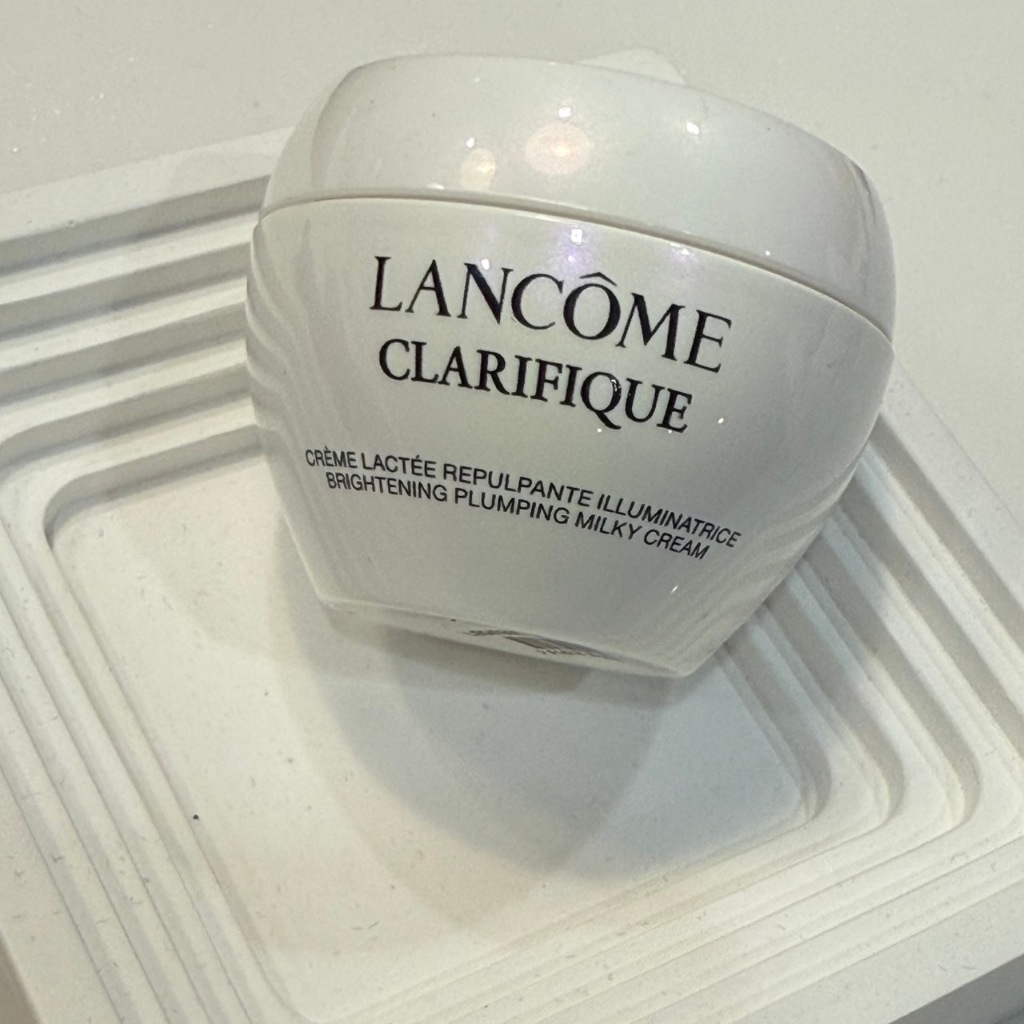 LANCÔME
CLARIFIQUE
CRÈME LACTÉE REPULPANTE ILLUMINATRICE
BRIGHTENING PLUMPING MILKY CREAM